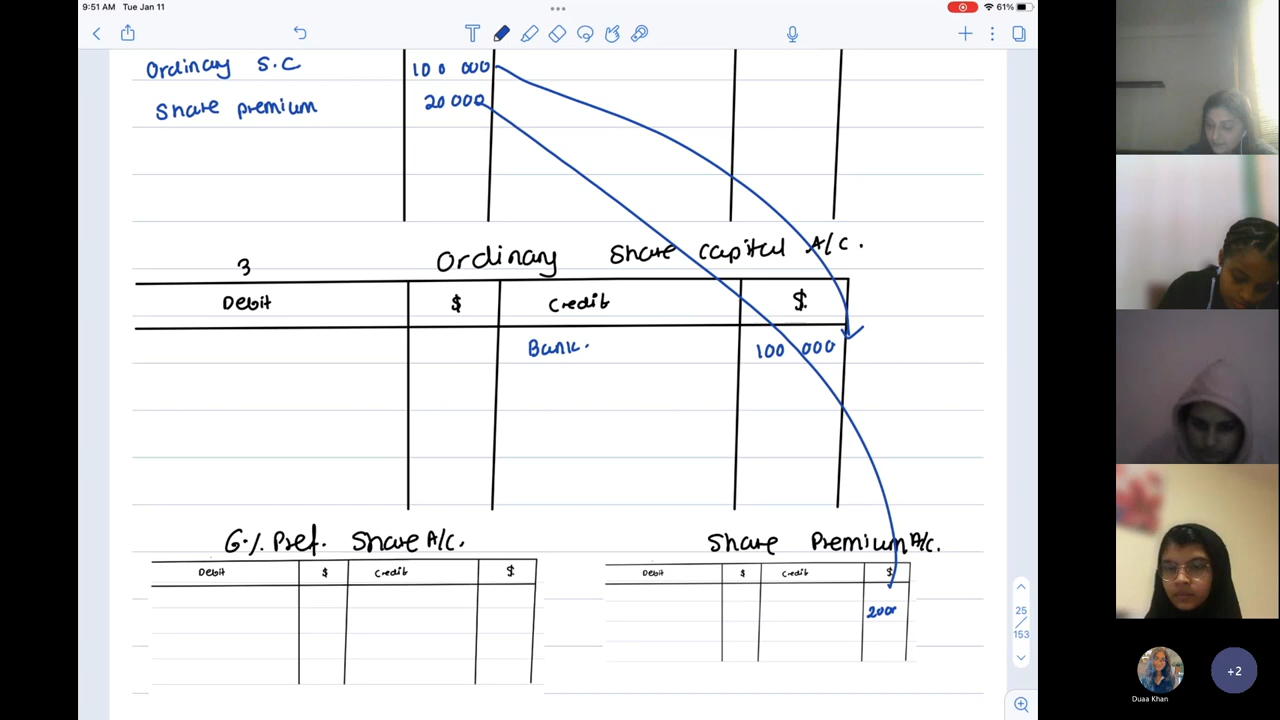 9:51 AM Tue Jan 11
61%
Ordinary S.C 100 000
Share premium 20 000
3 Ordinary Share Capital A/C.
Debit $ Credit $
Bank. 100 000
6% Pref. Share A/C.
Debit $ Credit $
Share Premium A/C.
Debit $ Credit $
25
/
153
Duaa Khan
+2